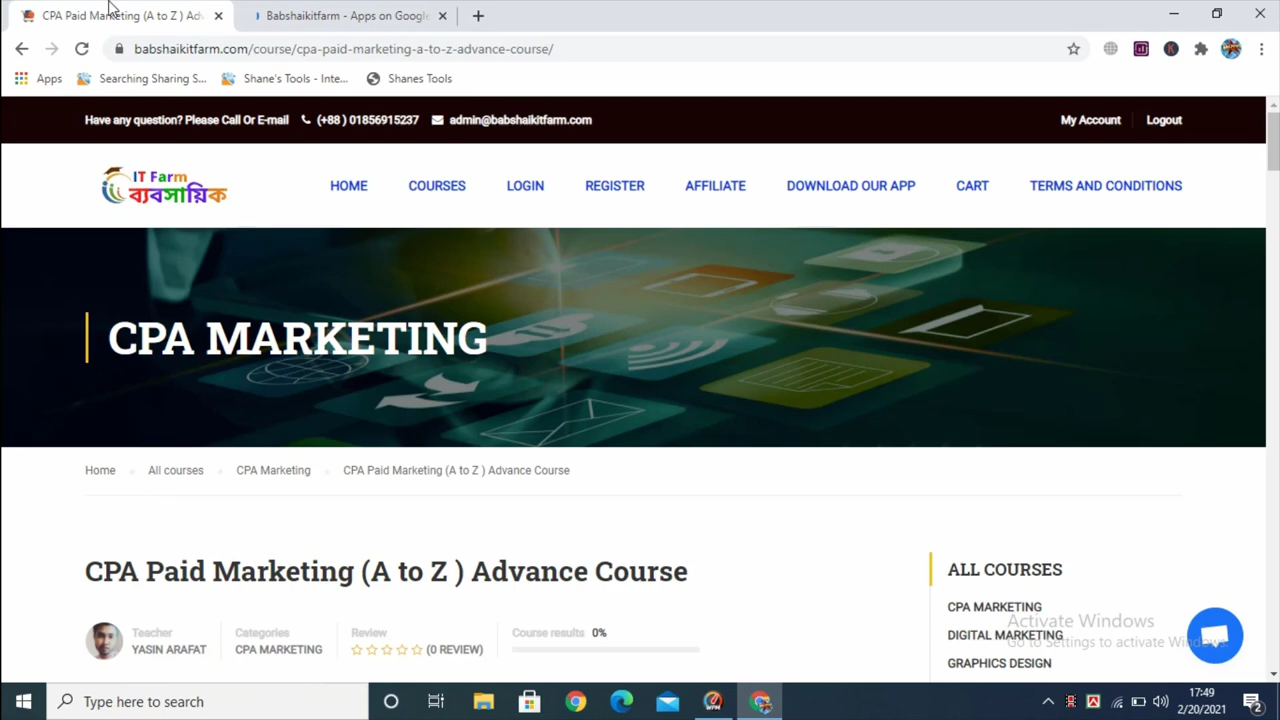 CPA Paid Marketing (A to Z ) Adv
Babshaikitfarm - Apps on Google
babshaikitfarm.com/course/cpa-paid-marketing-a-to-z-advance-course/
Apps
Searching Sharing S...
Shane's Tools - Inte...
Shanes Tools
Have any question? Please Call Or E-mail (+88 ) 01856915237 admin@babshaikitfarm.com
My Account Logout
IT Farm
ব্যবসায়িক
HOME COURSES LOGIN REGISTER AFFILIATE DOWNLOAD OUR APP CART TERMS AND CONDITIONS
CPA MARKETING
Home All courses CPA Marketing CPA Paid Marketing (A to Z ) Advance Course
CPA Paid Marketing (A to Z ) Advance Course
Teacher
YASIN ARAFAT
Categories
CPA MARKETING
Review
(0 REVIEW)
Course results 0%
ALL COURSES
CPA MARKETING
DIGITAL MARKETING
GRAPHICS DESIGN
Activate Windows
Go to Settings to activate Windows.
Type here to search
17:49
2/20/2021
2